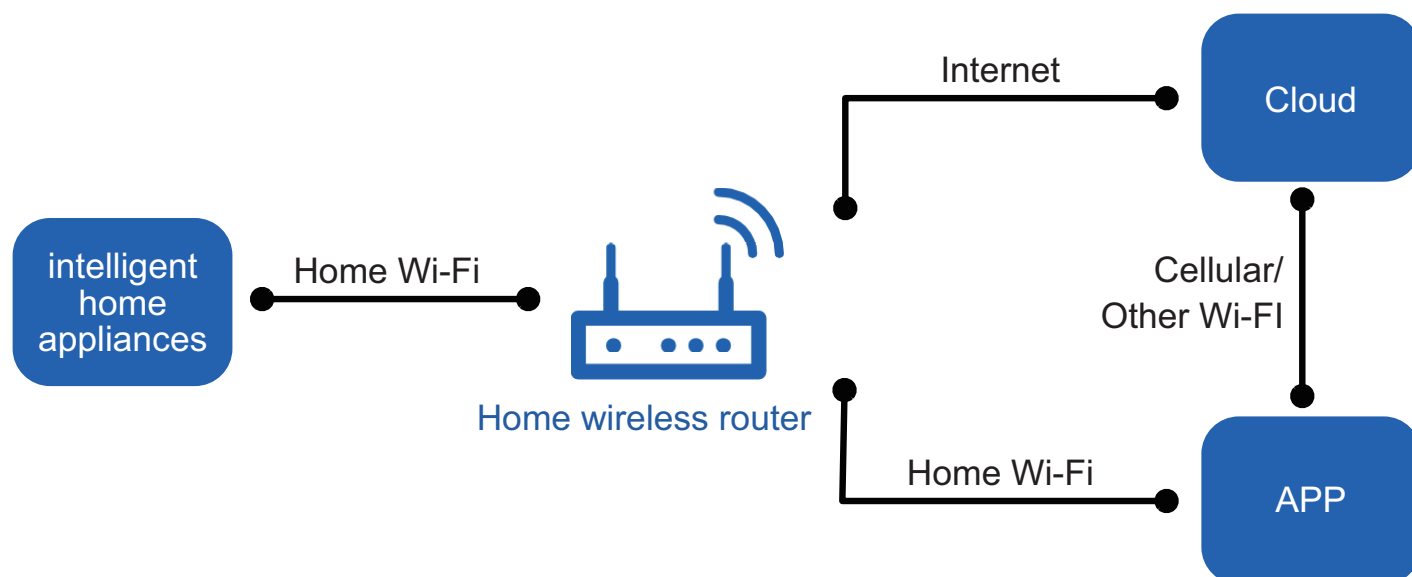 Internet
Cloud
intelligent
home
appliances
Home Wi-Fi
Cellular/
Other Wi-FI
Home wireless router
Home Wi-Fi
APP